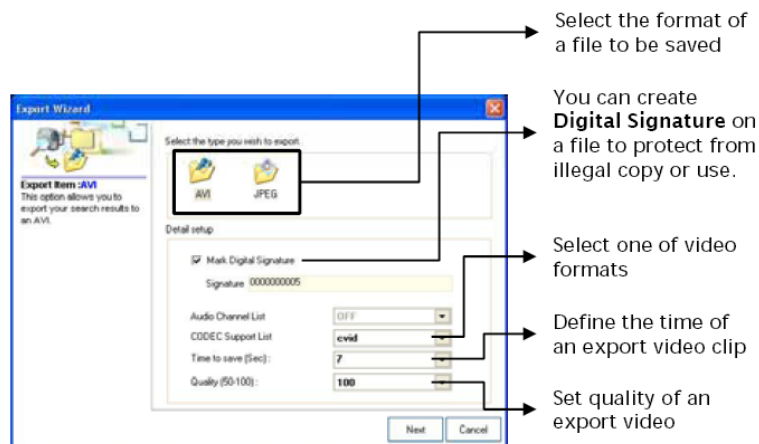 Select the format of
a file to be saved
You can create
Digital Signature on
a file to protect from
illegal copy or use.
Select one of video
formats
Define the time of
an export video clip
Set quality of an
export video
Export Wizard
Export Item :AVI
This option allows you to
export your search results to
an AVI.
Select the type you wish to export.
AVI JPEG
Detail setup
Mark Digital Signature
Signature 0000000005
Audio Channel List OFF
CODEC Support List cvid
Time to save (Sec) : 7
Quality (50-100) : 100
Next Cancel